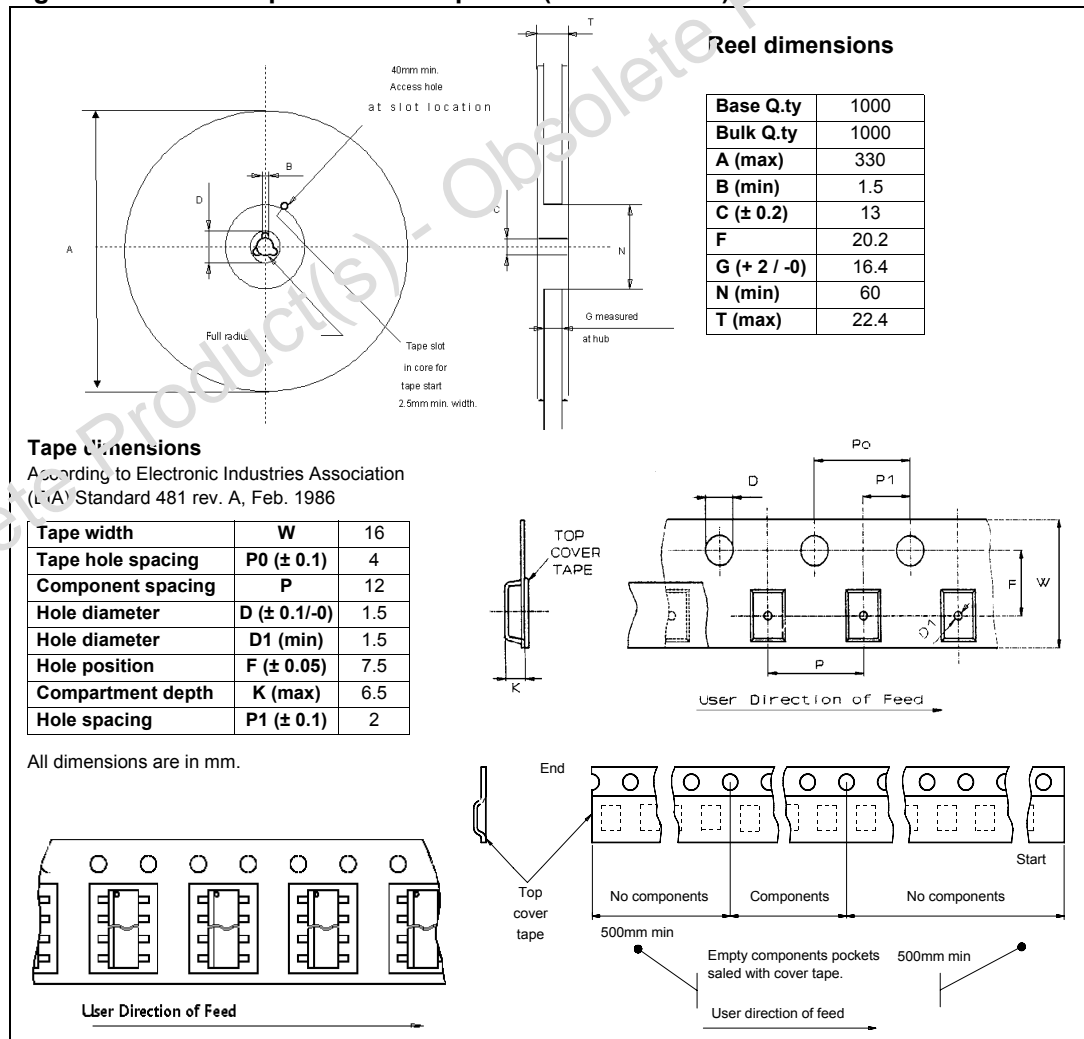 Reel dimensions
T
40mm min.
Access hole
at slot location
B
D
A
C
N
Full radius
G measured
at hub
Tape slot
in core for
tape start
2.5mm min. width.
Base Q.ty 1000
Bulk Q.ty 1000
A (max) 330
B (min) 1.5
C (± 0.2) 13
F 20.2
G (+ 2 / -0) 16.4
N (min) 60
T (max) 22.4
Obsolete Product(s) - Obsolete
Tape dimensions
According to Electronic Industries Association
(EIA) Standard 481 rev. A, Feb. 1986
Tape width W 16
Tape hole spacing P0 (± 0.1) 4
Component spacing P 12
Hole diameter D (± 0.1/-0) 1.5
Hole diameter D1 (min) 1.5
Hole position F (± 0.05) 7.5
Compartment depth K (max) 6.5
Hole spacing P1 (± 0.1) 2
All dimensions are in mm.
Po
D
P1
TOP
COVER
TAPE
F
W
D1
K
P
User Direction of Feed
End
Start
Top
cover
tape
No components
Components
No components
500mm min
Empty components pockets
saled with cover tape.
500mm min
User direction of feed
User Direction of Feed